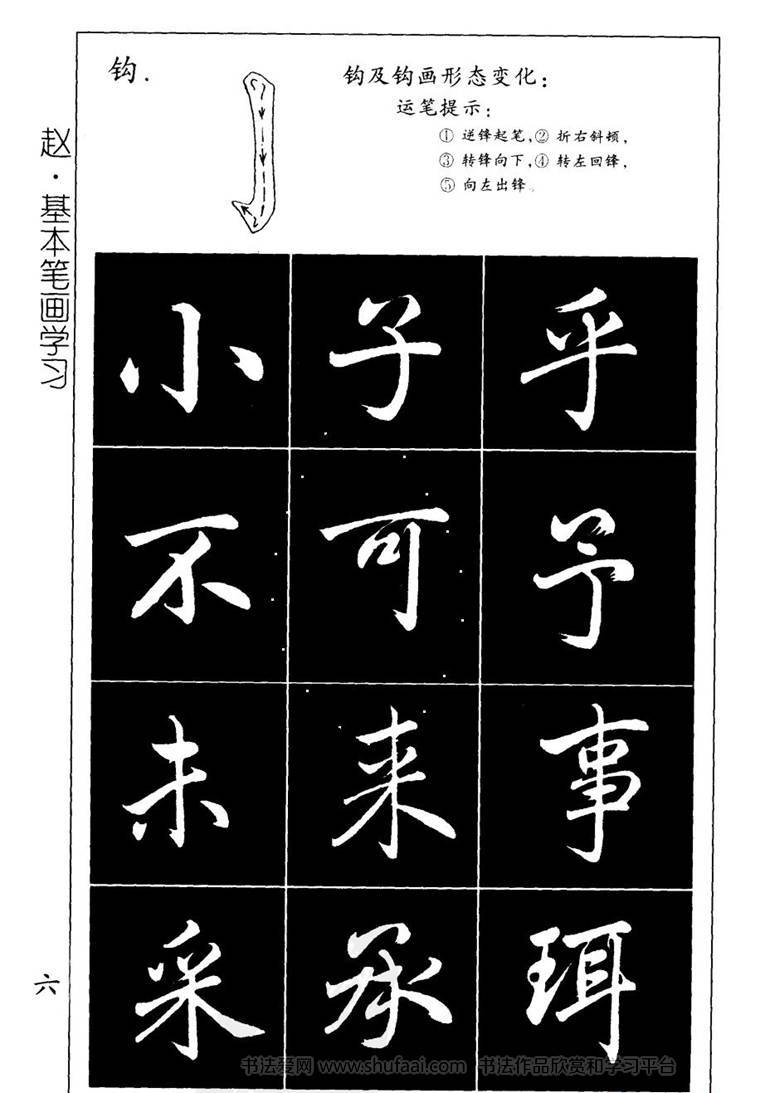 钩.
钩及钩画形态变化:
运笔提示:
① 逆锋起笔,② 折右斜顿,
③ 转锋向下,④ 转左回锋,
⑤ 向左出锋。
赵·基本笔画学习
小 子 乎
不 可 予
未 来 事
采 承 珥
六
书法爱网 www.shufaai.com 书法作品欣赏和学习平台